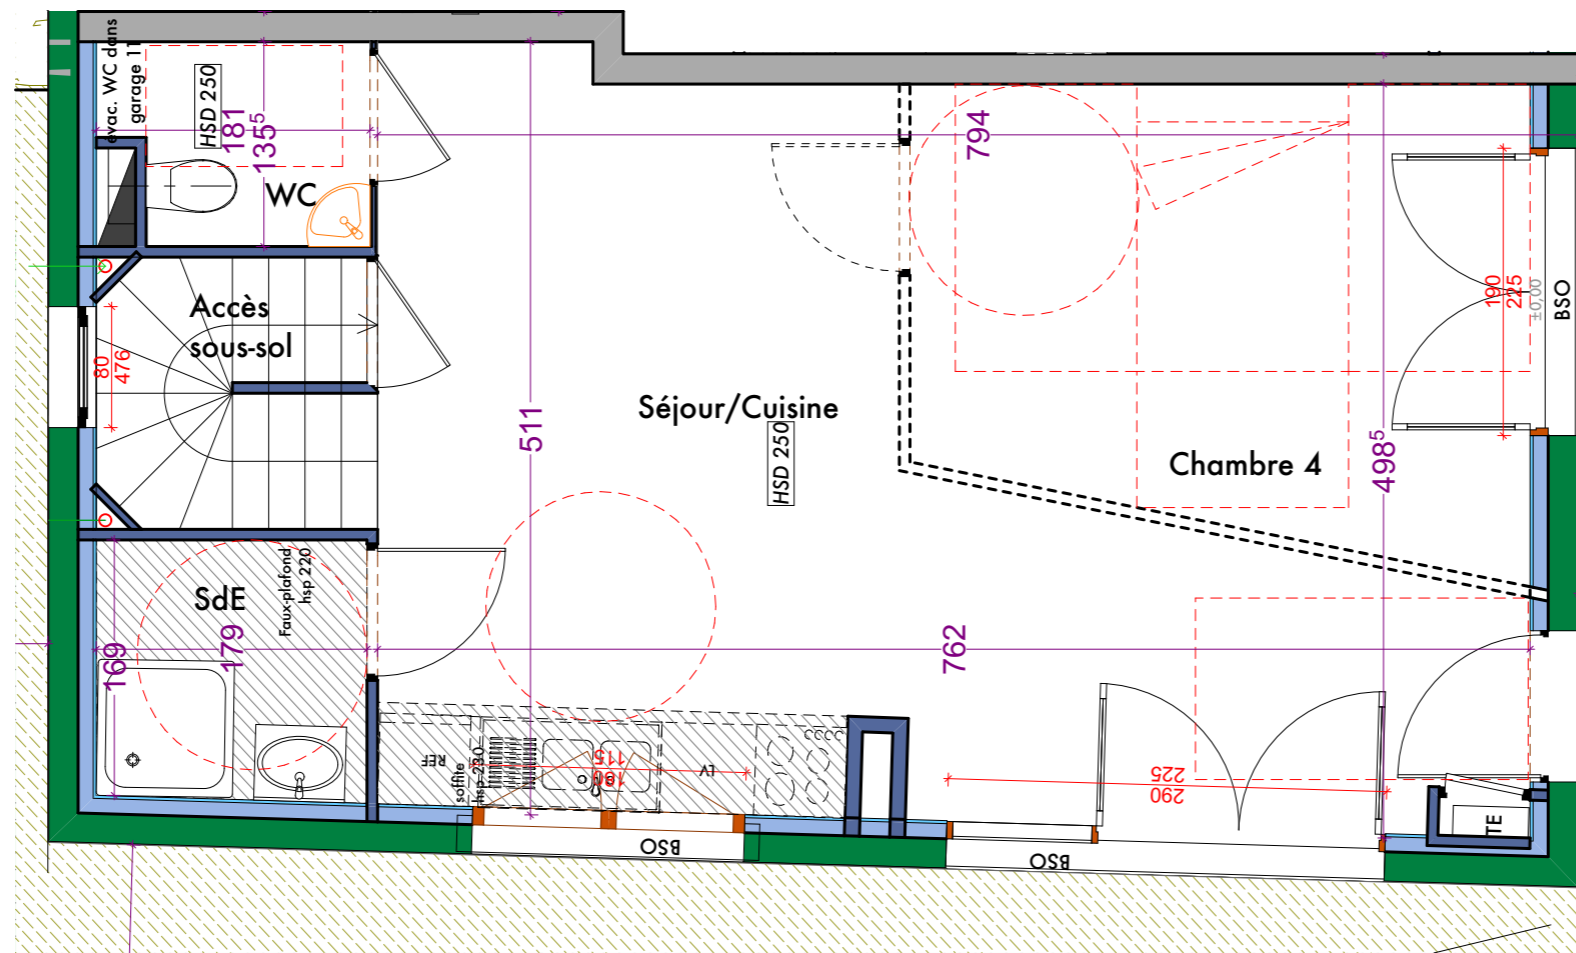 évac. WC dans
garage 11
HSD 250
181
135⁵
WC
794
Accès
sous-sol
80
476
511
Séjour/Cuisine
HSD 250
Chambre 4
498⁵
190
225
±0,00
BSO
SdE
Faux-plafond
hsp 220
169
179
762
REF
soffite
hsp 230
115
180
LV
225
290
TE
BSO
BSO